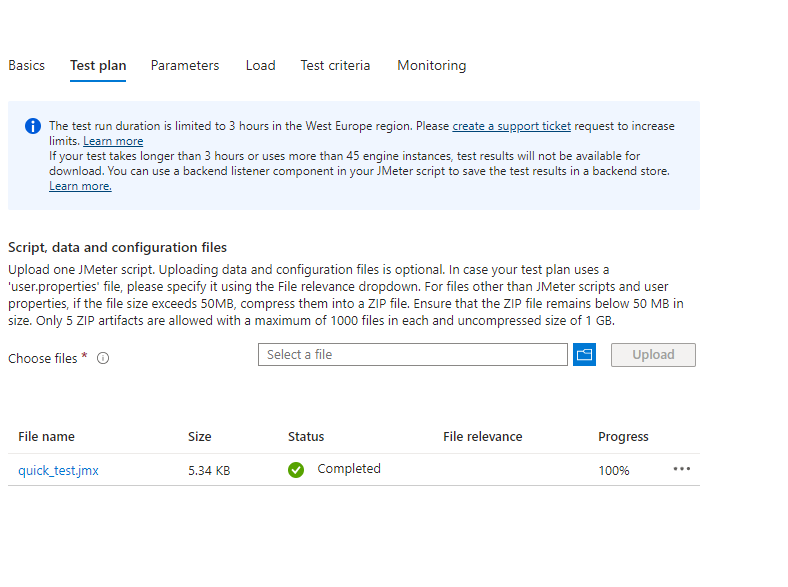 Basics Test plan Parameters Load Test criteria Monitoring
The test run duration is limited to 3 hours in the West Europe region. Please create a support ticket request to increase
limits. Learn more
If your test takes longer than 3 hours or uses more than 45 engine instances, test results will not be available for
download. You can use a backend listener component in your JMeter script to save the test results in a backend store.
Learn more.
Script, data and configuration files
Upload one JMeter script. Uploading data and configuration files is optional. In case your test plan uses a
'user.properties' file, please specify it using the File relevance dropdown. For files other than JMeter scripts and user
properties, if the file size exceeds 50MB, compress them into a ZIP file. Ensure that the ZIP file remains below 50 MB in
size. Only 5 ZIP artifacts are allowed with a maximum of 1000 files in each and uncompressed size of 1 GB.
Choose files * Select a file Upload
File name Size Status File relevance Progress
quick_test.jmx 5.34 KB Completed 100%